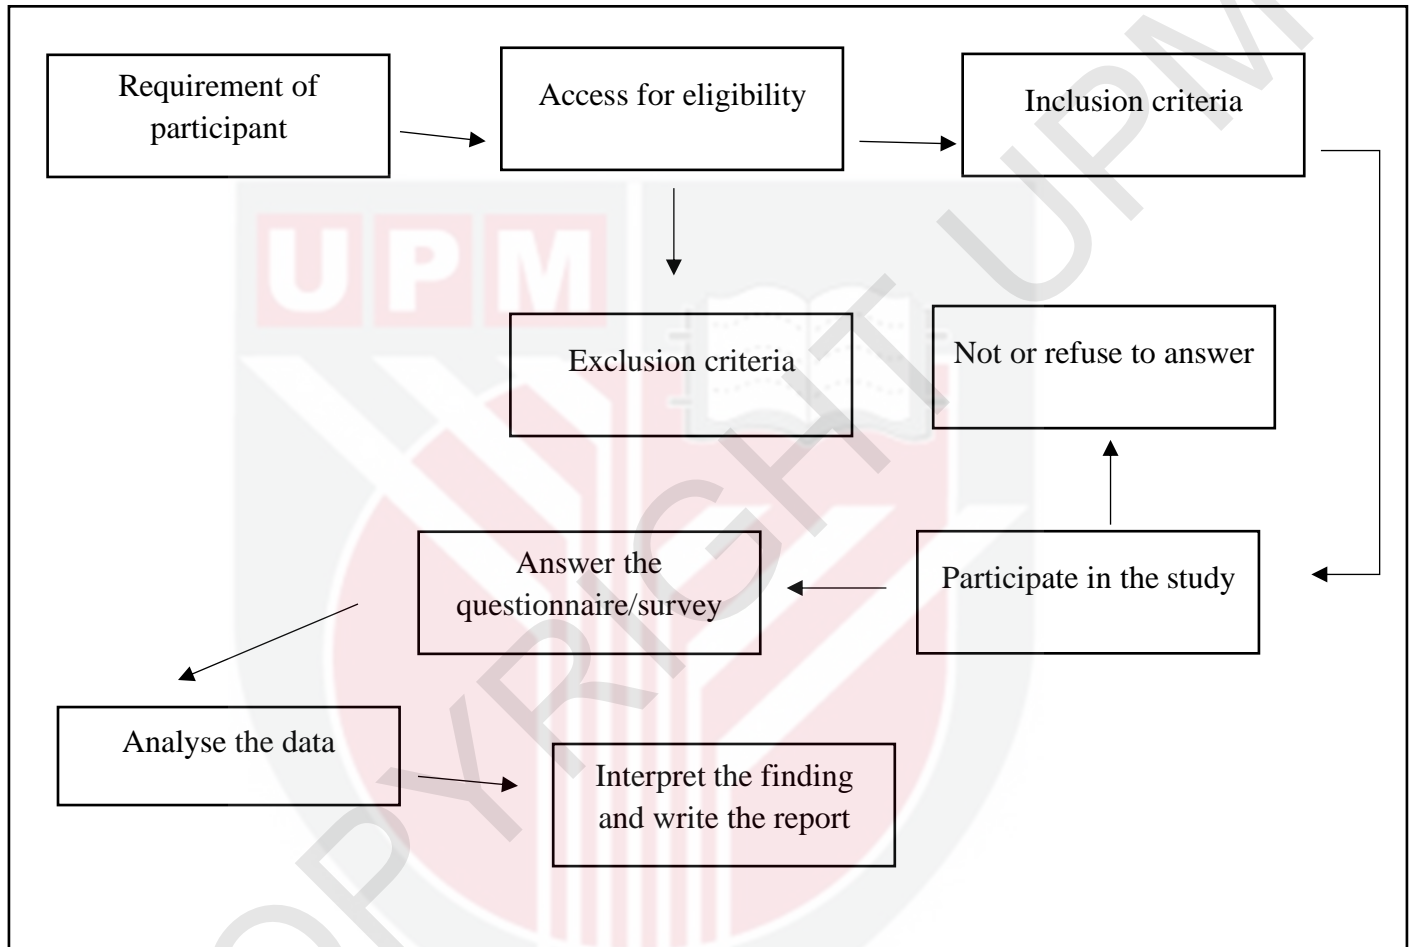 Requirement of
participant
Access for eligibility
Inclusion criteria
UPM
Exclusion criteria
Not or refuse to answer
Answer the
questionnaire/survey
Participate in the study
Analyse the data
Interpret the finding
and write the report
OPYRIGHT UPM